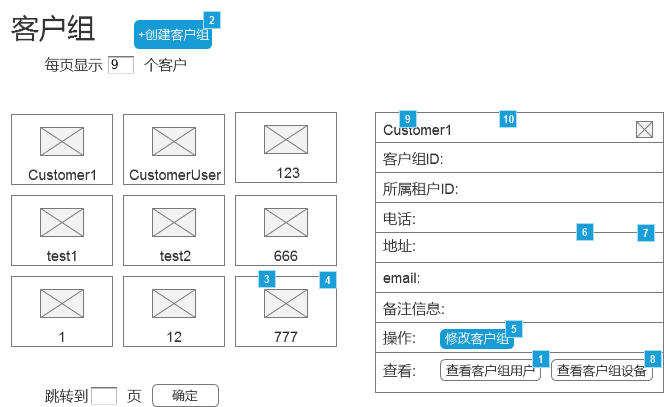 客户组
+创建客户组
2
每页显示 9 个客户
Customer1
CustomerUser
123
test1
test2
666
1
12
777
3
4
跳转到 页 确定
9
10
Customer1
客户组ID:
所属租户ID:
电话:
6
7
地址:
email:
备注信息:
操作: 修改客户组
5
查看: 查看客户组用户 查看客户组设备
1
8